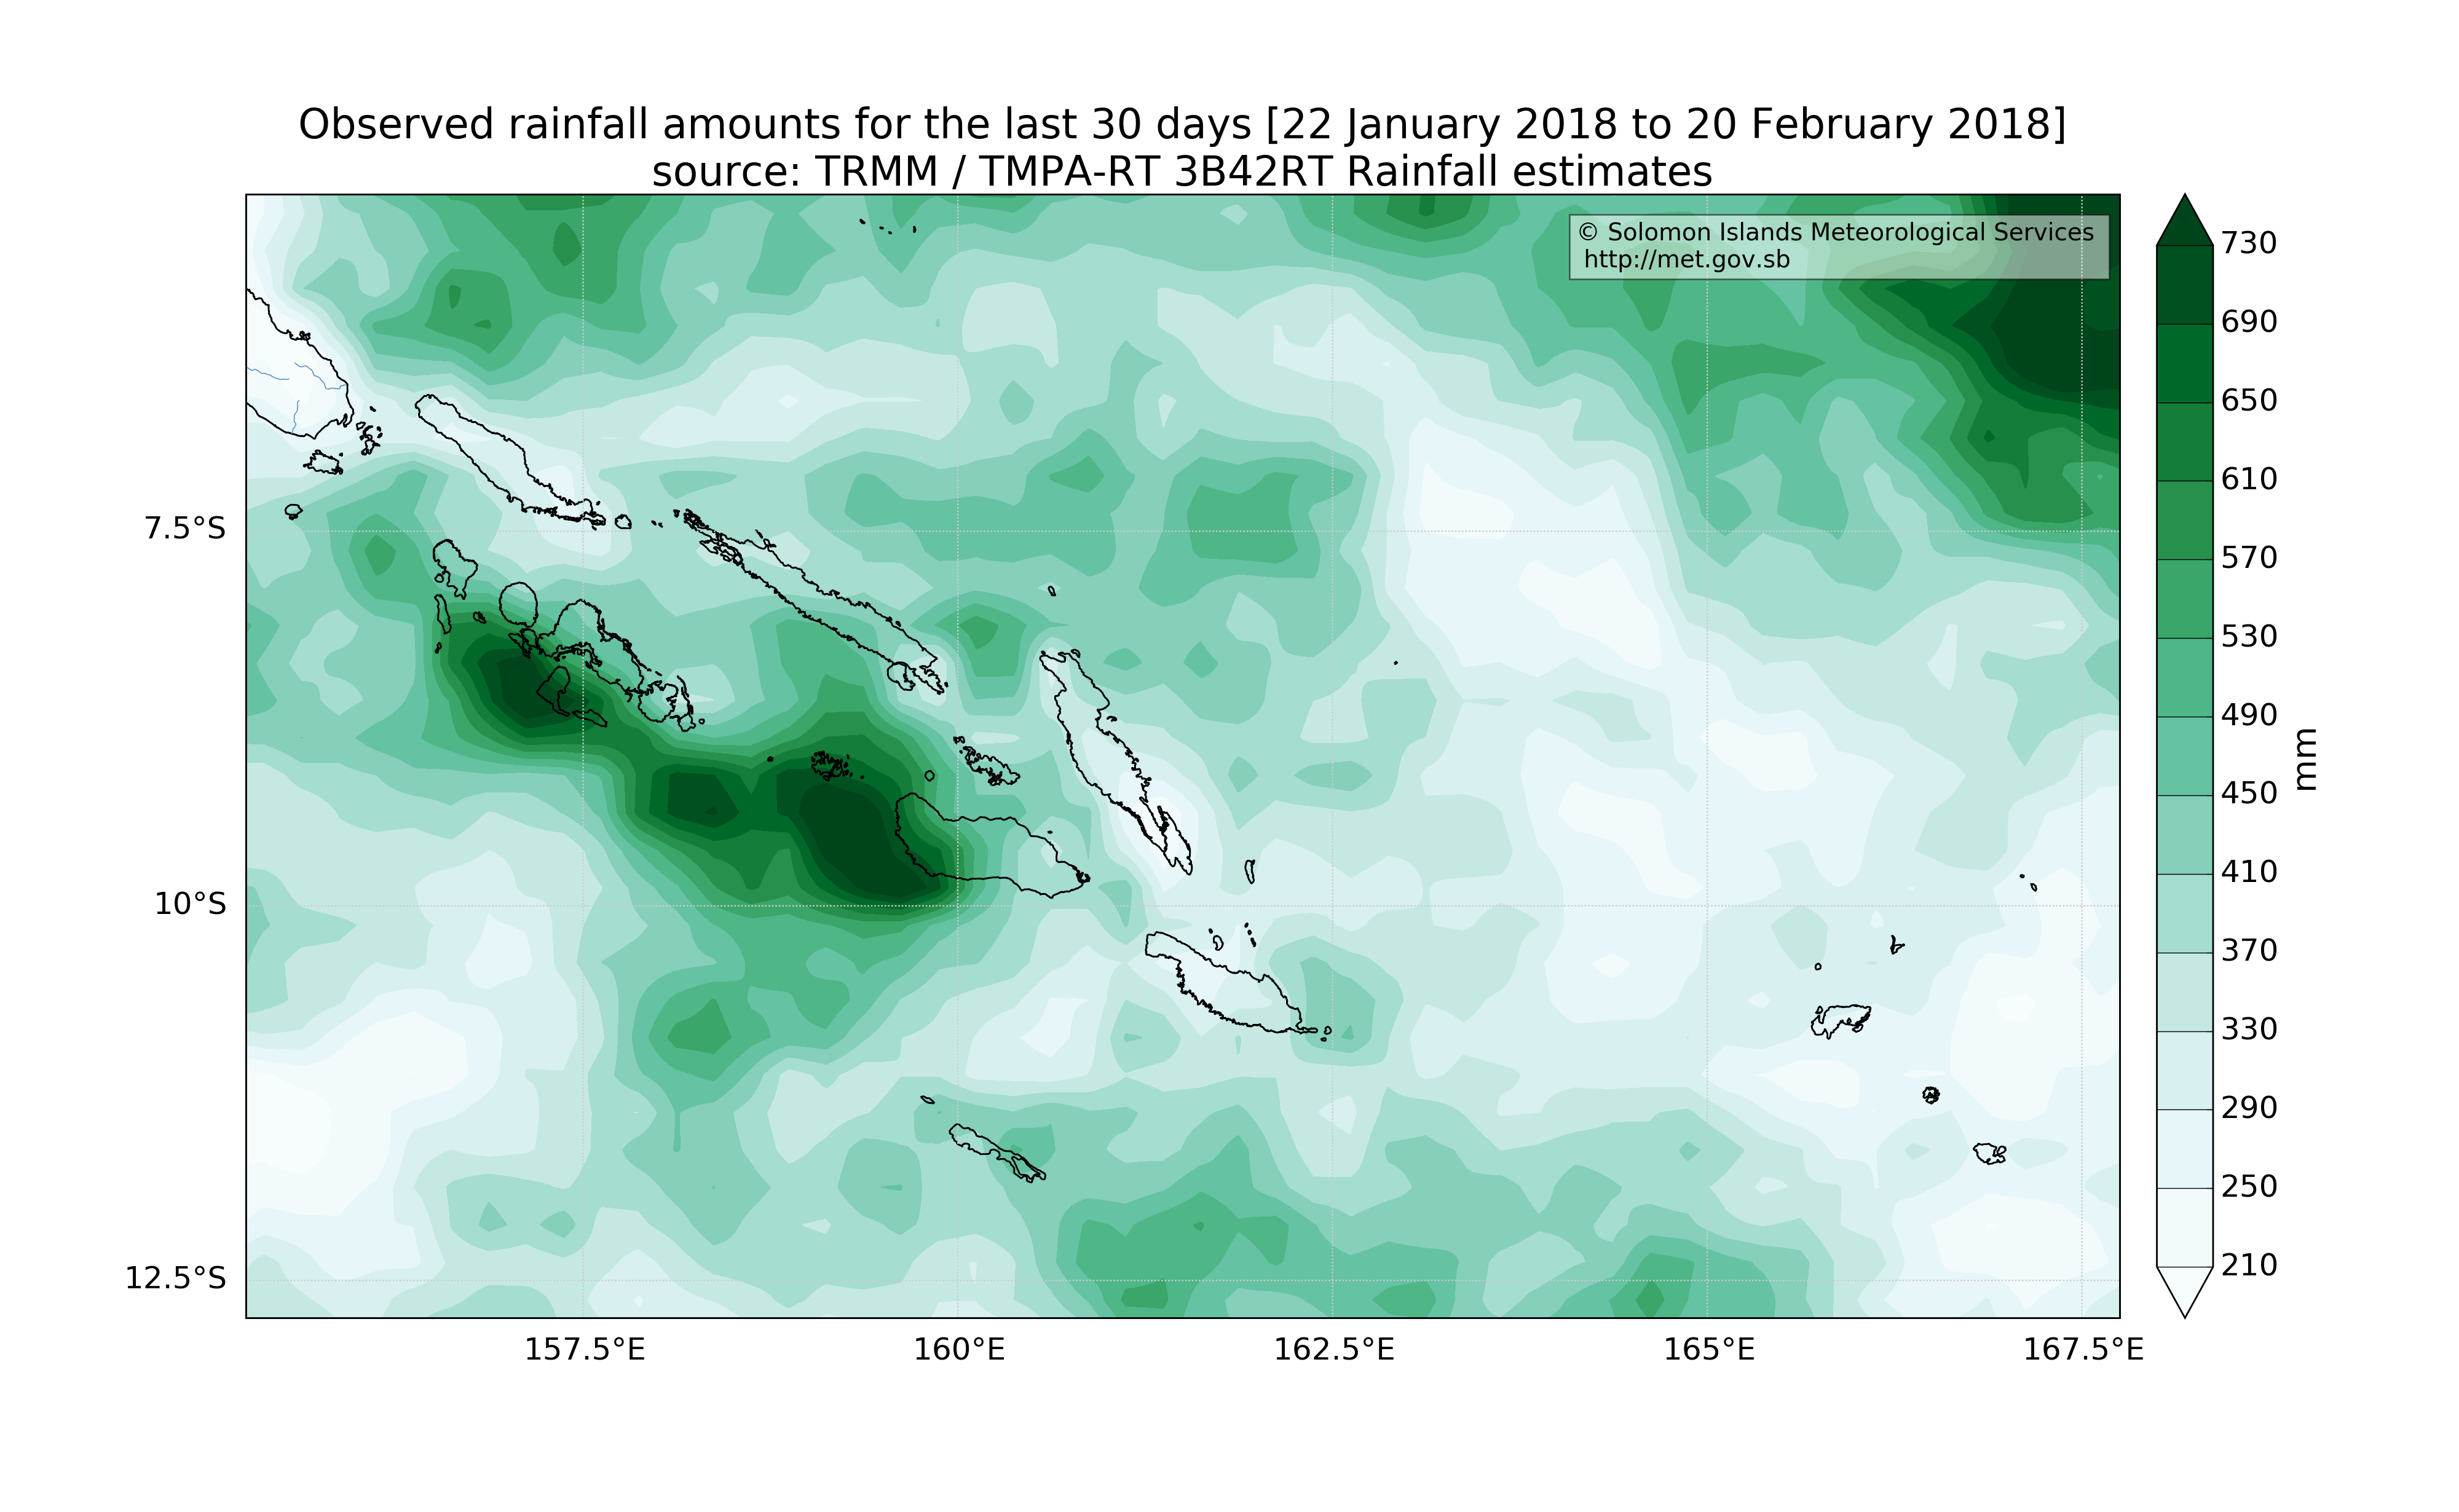 Observed rainfall amounts for the last 30 days [22 January 2018 to 20 February 2018]
source: TRMM / TMPA-RT 3B42RT Rainfall estimates
© Solomon Islands Meteorological Services
http://met.gov.sb
7.5°S
10°S
12.5°S
157.5°E
160°E
162.5°E
165°E
167.5°E
730
690
650
610
570
530
490
450
410
370
330
290
250
210
mm